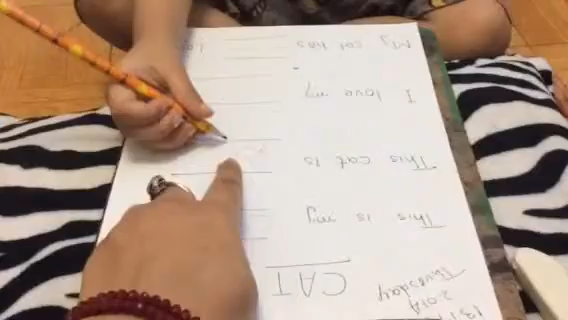 Thursday
CAT
This is my
This cat is
I love my
My cat has